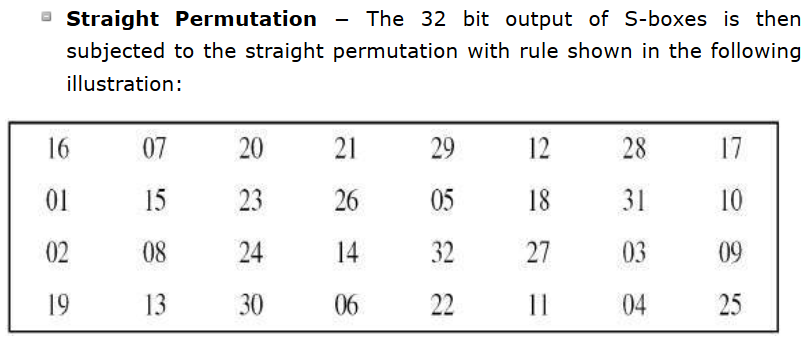 Straight Permutation – The 32 bit output of S-boxes is then
subjected to the straight permutation with rule shown in the following
illustration:
16 07 20 21 29 12 28 17
01 15 23 26 05 18 31 10
02 08 24 14 32 27 03 09
19 13 30 06 22 11 04 25